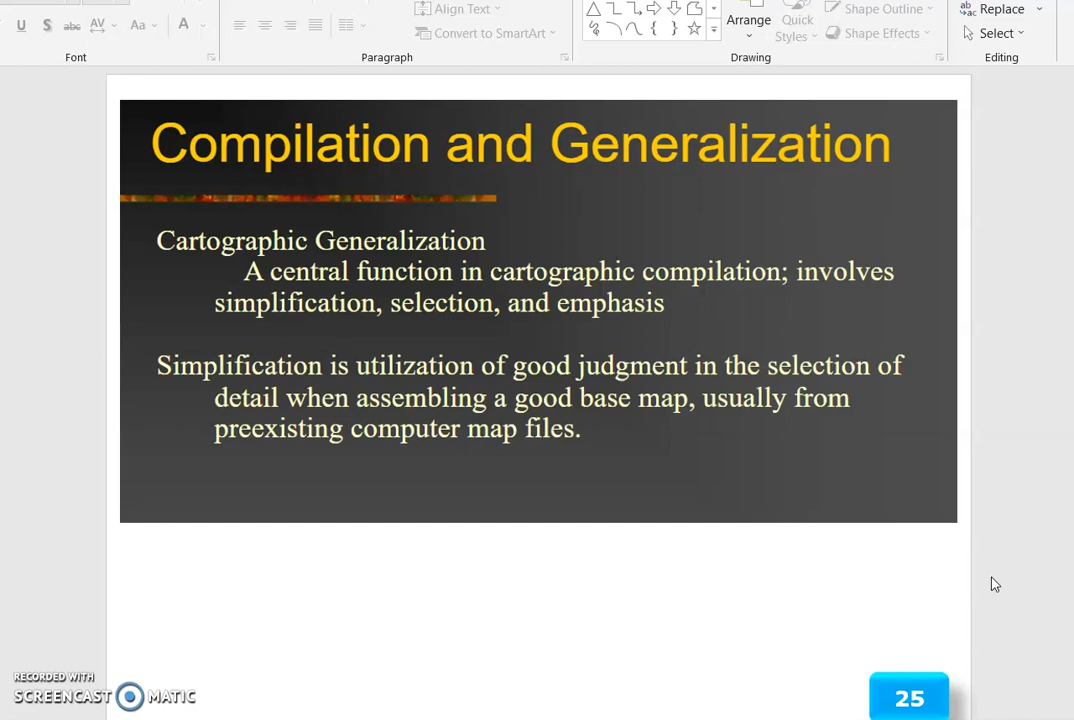 Align Text
Arrange
Quick
Styles
Shape Outline
Replace
U S abc AV Aa A
Convert to SmartArt
Shape Effects
Select
Font
Paragraph
Drawing
Editing
Compilation and Generalization
Cartographic Generalization
A central function in cartographic compilation; involves
simplification, selection, and emphasis
Simplification is utilization of good judgment in the selection of
detail when assembling a good base map, usually from
preexisting computer map files.
RECORDED WITH
SCREENCAST MATIC
25